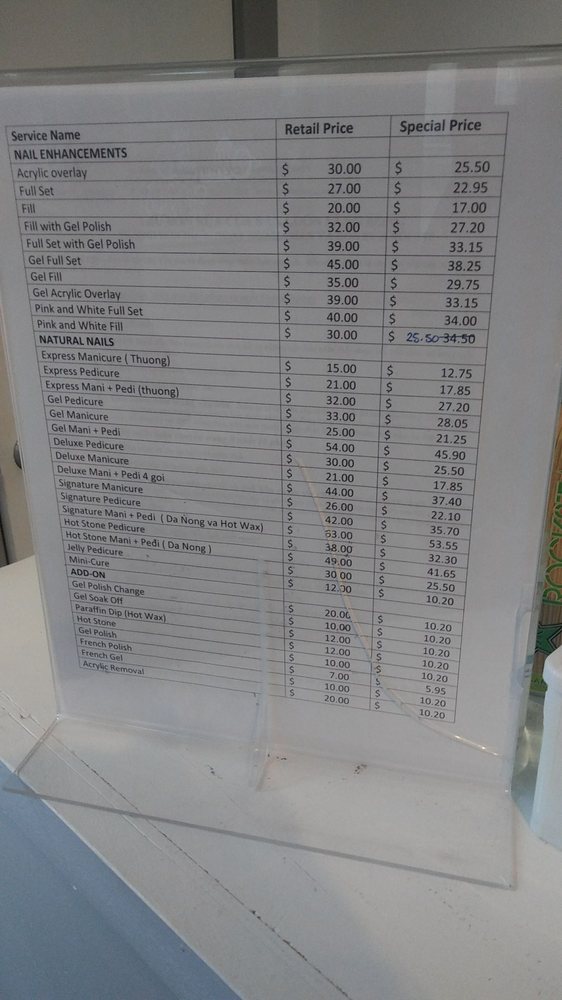 Service Name Retail Price Special Price
NAIL ENHANCEMENTS
Acrylic overlay $ 30.00 $ 25.50
Full Set $ 27.00 $ 22.95
Fill $ 20.00 $ 17.00
Fill with Gel Polish $ 32.00 $ 27.20
Full Set with Gel Polish $ 39.00 $ 33.15
Gel Full Set $ 45.00 $ 38.25
Gel Fill $ 35.00 $ 29.75
Gel Acrylic Overlay $ 39.00 $ 33.15
Pink and White Full Set $ 40.00 $ 34.00
Pink and White Fill $ 30.00 $ 25.50 34.50
NATURAL NAILS
Express Manicure ( Thuong) $ 15.00 $ 12.75
Express Pedicure $ 21.00 $ 17.85
Express Mani + Pedi (thuong) $ 32.00 $ 27.20
Gel Pedicure $ 33.00 $ 28.05
Gel Manicure $ 25.00 $ 21.25
Gel Mani + Pedi $ 54.00 $ 45.90
Deluxe Pedicure $ 30.00 $ 25.50
Deluxe Manicure $ 21.00 $ 17.85
Deluxe Mani + Pedi 4 goi $ 44.00 $ 37.40
Signature Manicure $ 26.00 $ 22.10
Signature Pedicure $ 42.00 $ 35.70
Signature Mani + Pedi ( Da Nong va Hot Wax) $ 63.00 $ 53.55
Hot Stone Pedicure $ 38.00 $ 32.30
Hot Stone Mani + Pedi ( Da Nong ) $ 49.00 $ 41.65
Jelly Pedicure $ 30.00 $ 25.50
Mini-Cure $ 12.00 $ 10.20
ADD-ON
Gel Polish Change $ 20.00 $ 10.20
Gel Soak Off $ 10.00 $ 10.20
Paraffin Dip (Hot Wax) $ 12.00 $ 10.20
Hot Stone $ 12.00 $ 10.20
Gel Polish $ 10.00 $ 10.20
French Polish $ 7.00 $ 5.95
French Gel $ 10.00 $ 10.20
Acrylic Removal $ 20.00 $ 10.20